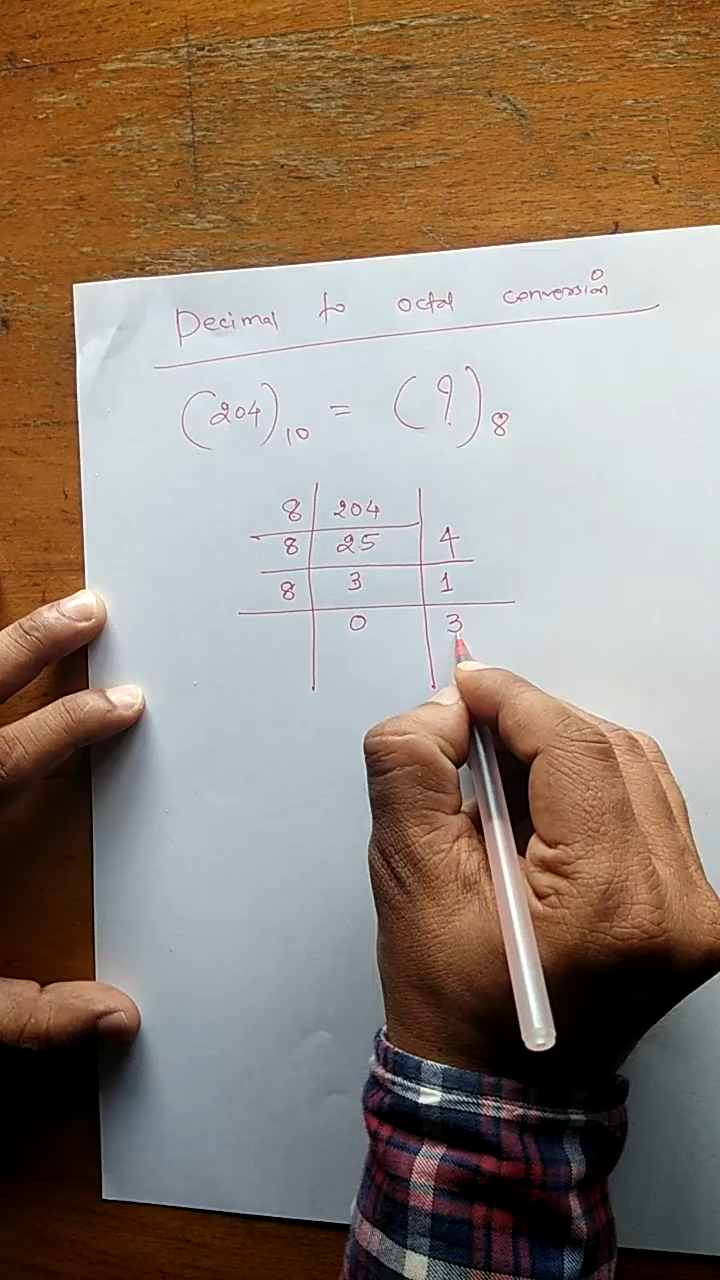 Decimal to octal conversion
(204)10 = (?)8
8 204
8 25 4
8 3 1
0 3